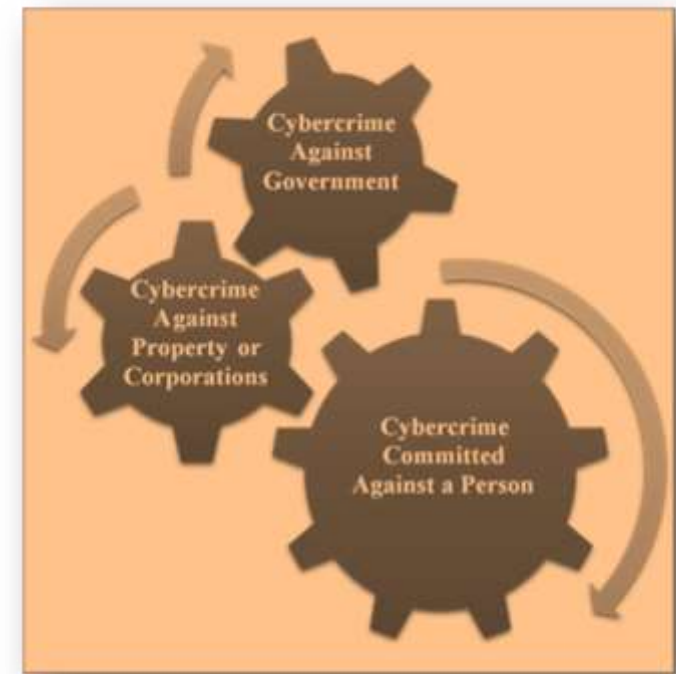 Cybercrime
Against
Government
Cybercrime
Against
Property or
Corporations
Cybercrime
Committed
Against a Person